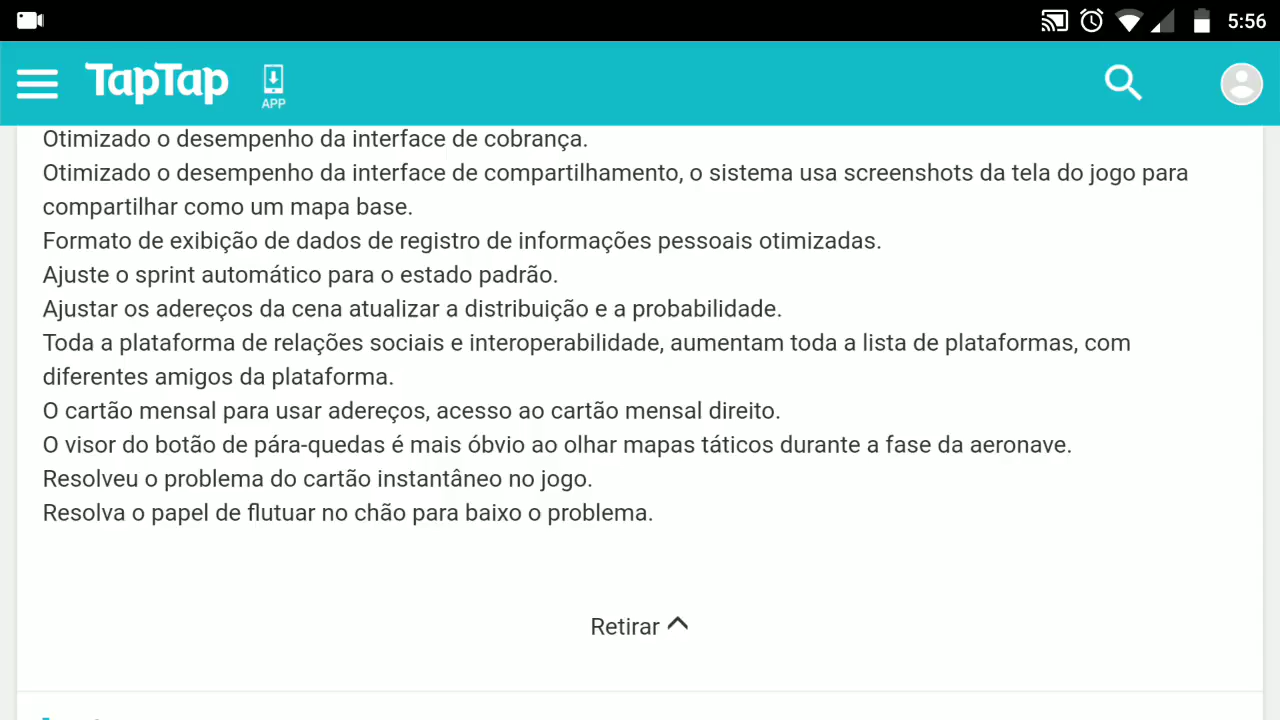 5:56
TapTap
APP
Otimizado o desempenho da interface de cobrança.
Otimizado o desempenho da interface de compartilhamento, o sistema usa screenshots da tela do jogo para
compartilhar como um mapa base.
Formato de exibição de dados de registro de informações pessoais otimizadas.
Ajuste o sprint automático para o estado padrão.
Ajustar os adereços da cena atualizar a distribuição e a probabilidade.
Toda a plataforma de relações sociais e interoperabilidade, aumentam toda a lista de plataformas, com
diferentes amigos da plataforma.
O cartão mensal para usar adereços, acesso ao cartão mensal direito.
O visor do botão de pára-quedas é mais óbvio ao olhar mapas táticos durante a fase da aeronave.
Resolveu o problema do cartão instantâneo no jogo.
Resolva o papel de flutuar no chão para baixo o problema.
Retirar